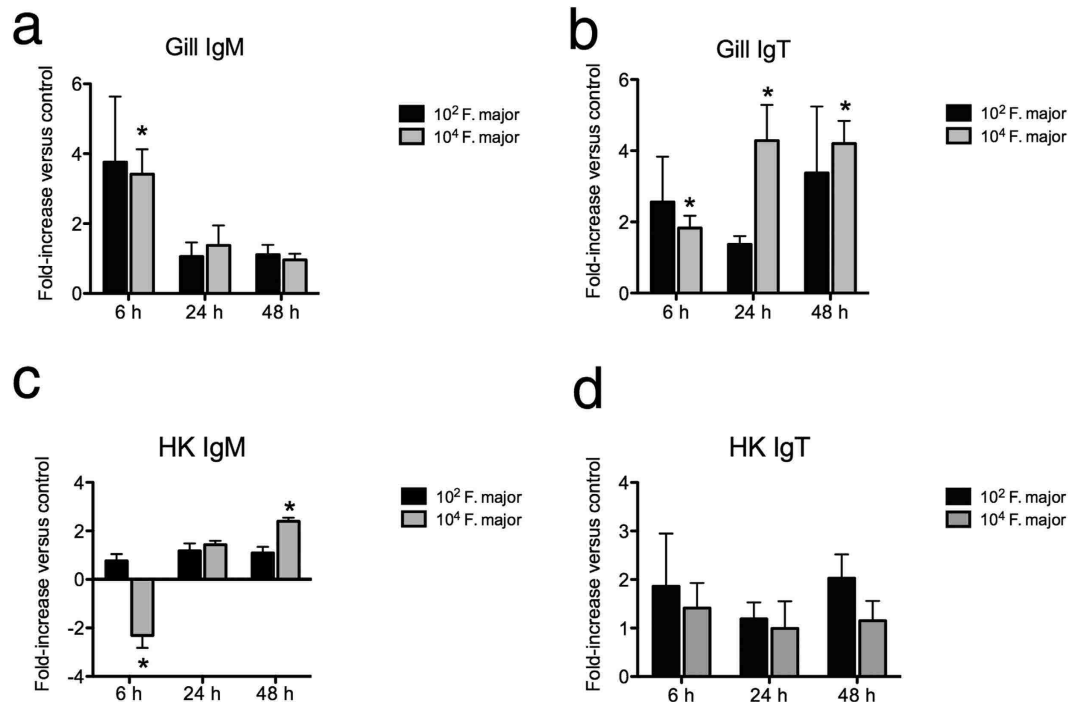 a
Gill IgM
Fold-increase versus control
6
4
2
0
*
6 h 24 h 48 h
10² F. major
10⁴ F. major
b
Gill IgT
Fold-increase versus control
6
4
2
0
* * *
6 h 24 h 48 h
10² F. major
10⁴ F. major
c
HK IgM
Fold-increase versus control
4
2
0
-2
-4
* *
6 h 24 h 48 h
10² F. major
10⁴ F. major
d
HK IgT
Fold-increase versus control
4
3
2
1
0
6 h 24 h 48 h
10² F. major
10⁴ F. major